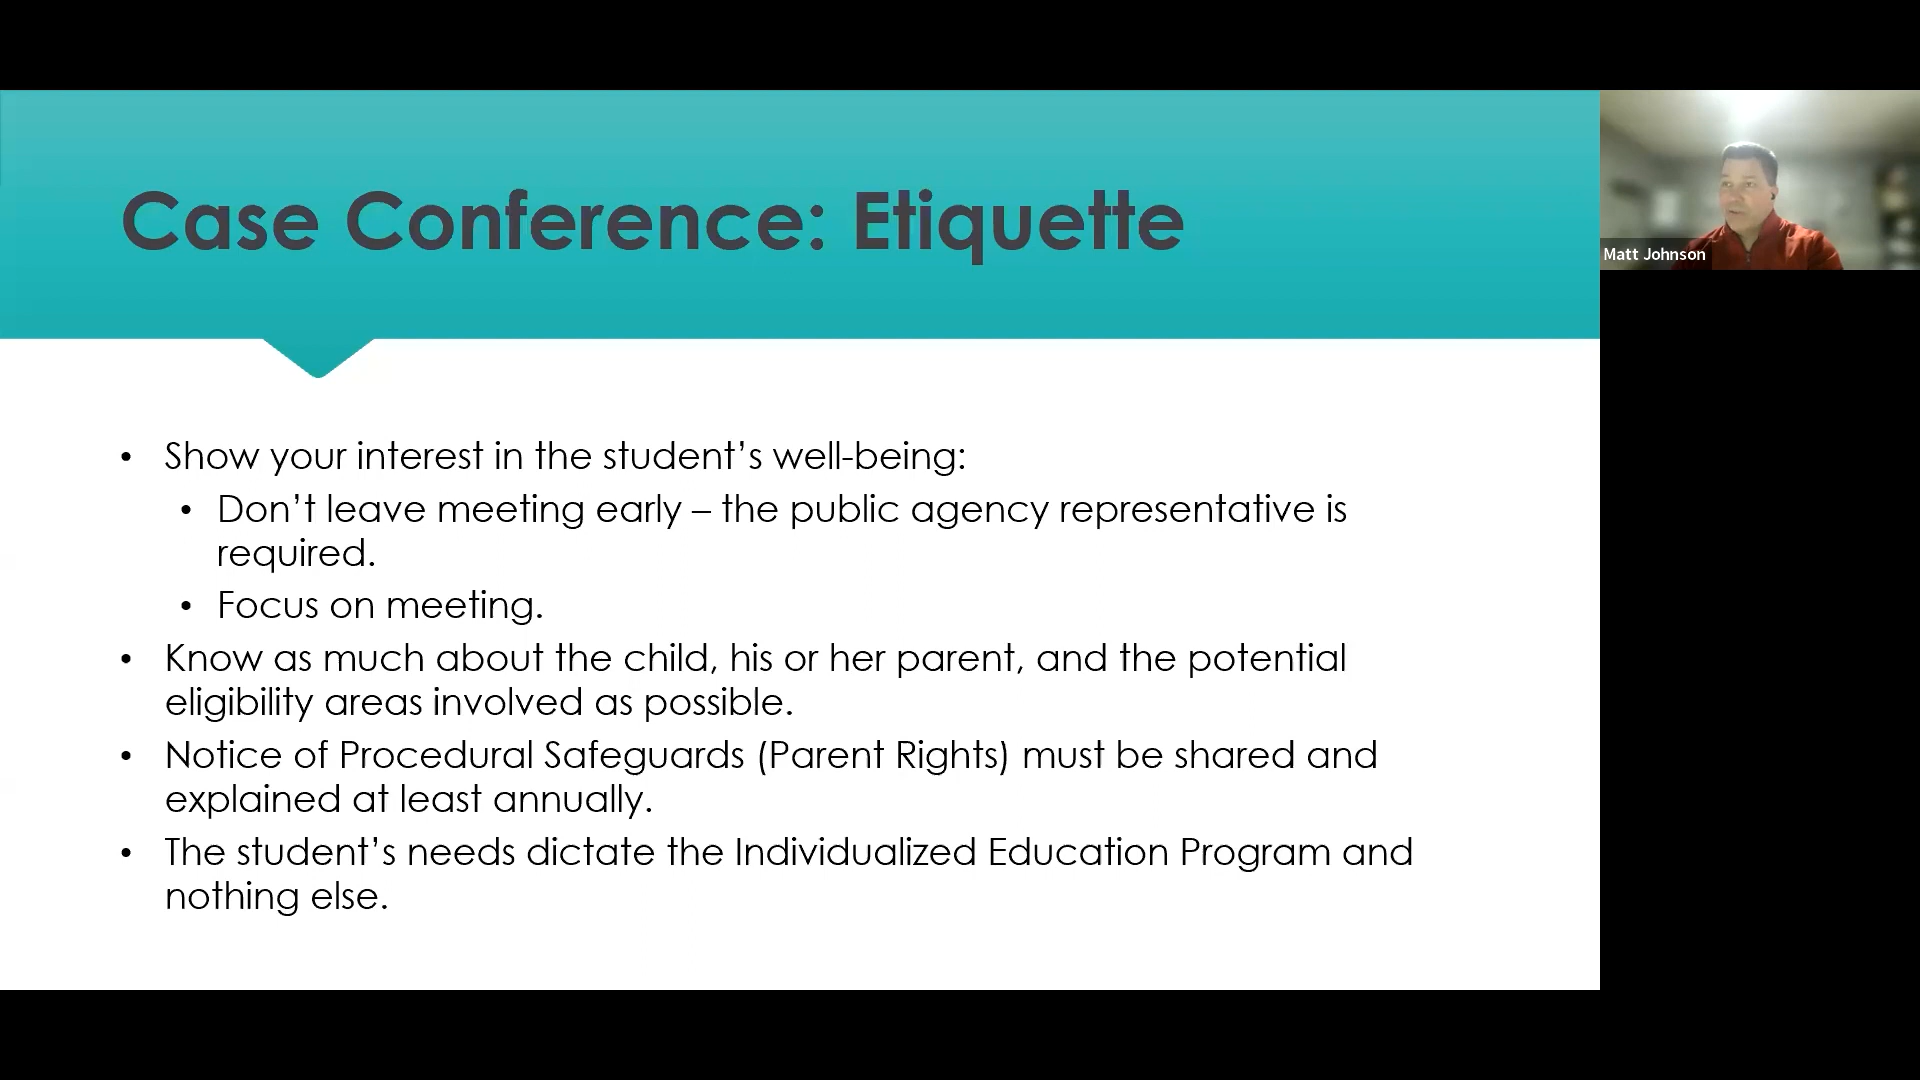 Case Conference: Etiquette
Matt Johnson
• Show your interest in the student’s well-being:
• Don’t leave meeting early – the public agency representative is
required.
• Focus on meeting.
• Know as much about the child, his or her parent, and the potential
eligibility areas involved as possible.
• Notice of Procedural Safeguards (Parent Rights) must be shared and
explained at least annually.
• The student’s needs dictate the Individualized Education Program and
nothing else.